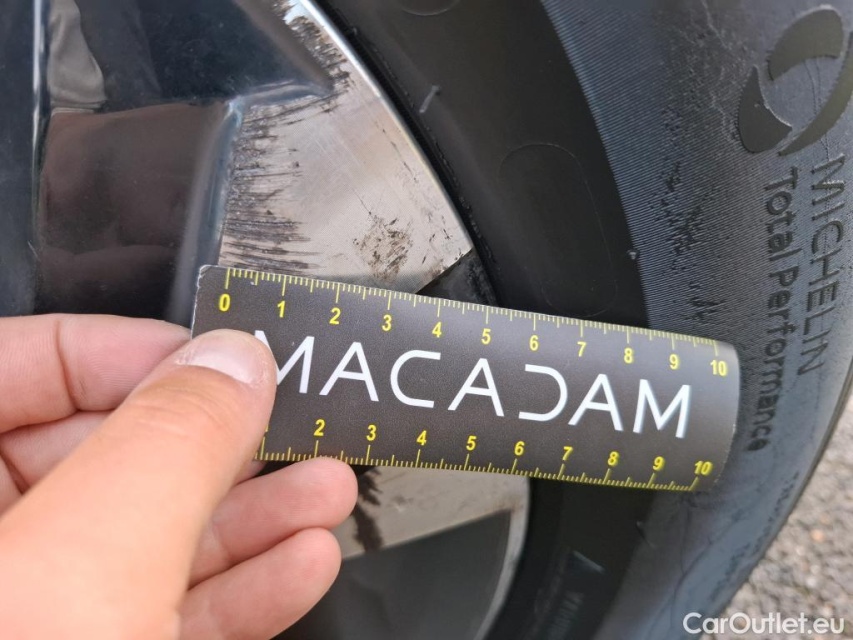 MICHELIN
Total Performance
0 1 2 3 4 5 6 7 8 9 10
MACADAM
2 3 4 5 6 7 8 9 10
CarOutlet.eu